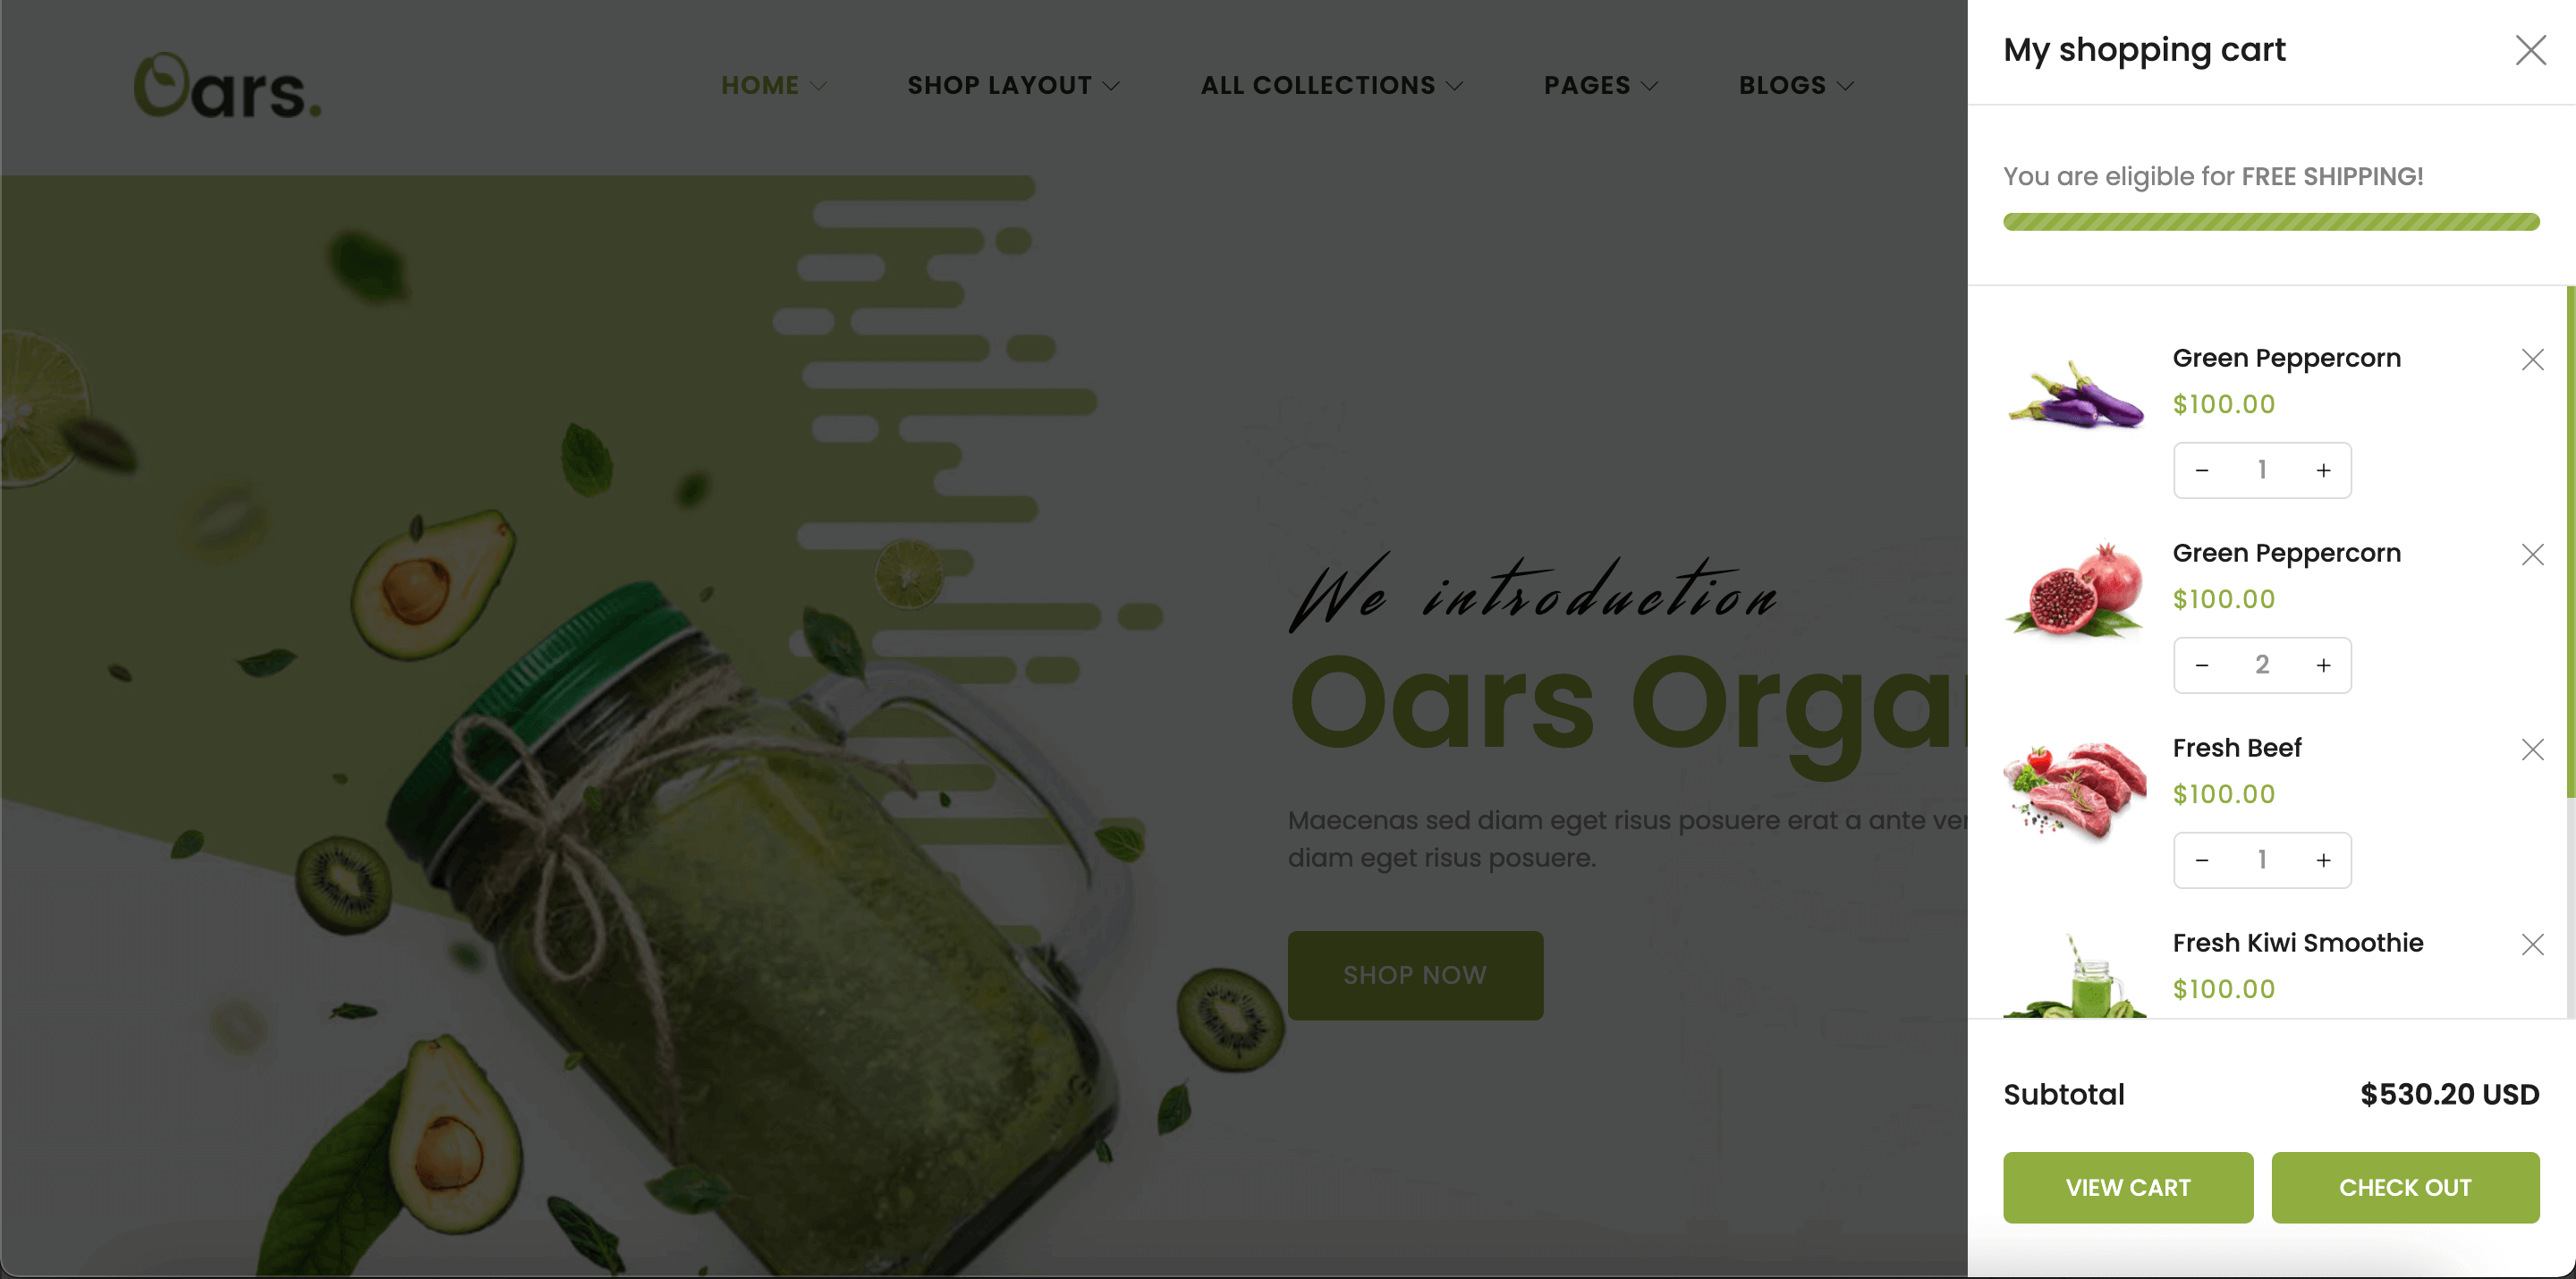 Oars.
HOME
SHOP LAYOUT
ALL COLLECTIONS
PAGES
BLOGS
We introduction
Oars Orga
Maecenas sed diam eget risus posuere erat a ante
diam eget risus posuere.
SHOP NOW
My shopping cart
You are eligible for FREE SHIPPING!
Green Peppercorn
$100.00
- 1 +
Green Peppercorn
$100.00
- 2 +
Fresh Beef
$100.00
- 1 +
Fresh Kiwi Smoothie
$100.00
Subtotal $530.20 USD
VIEW CART
CHECK OUT